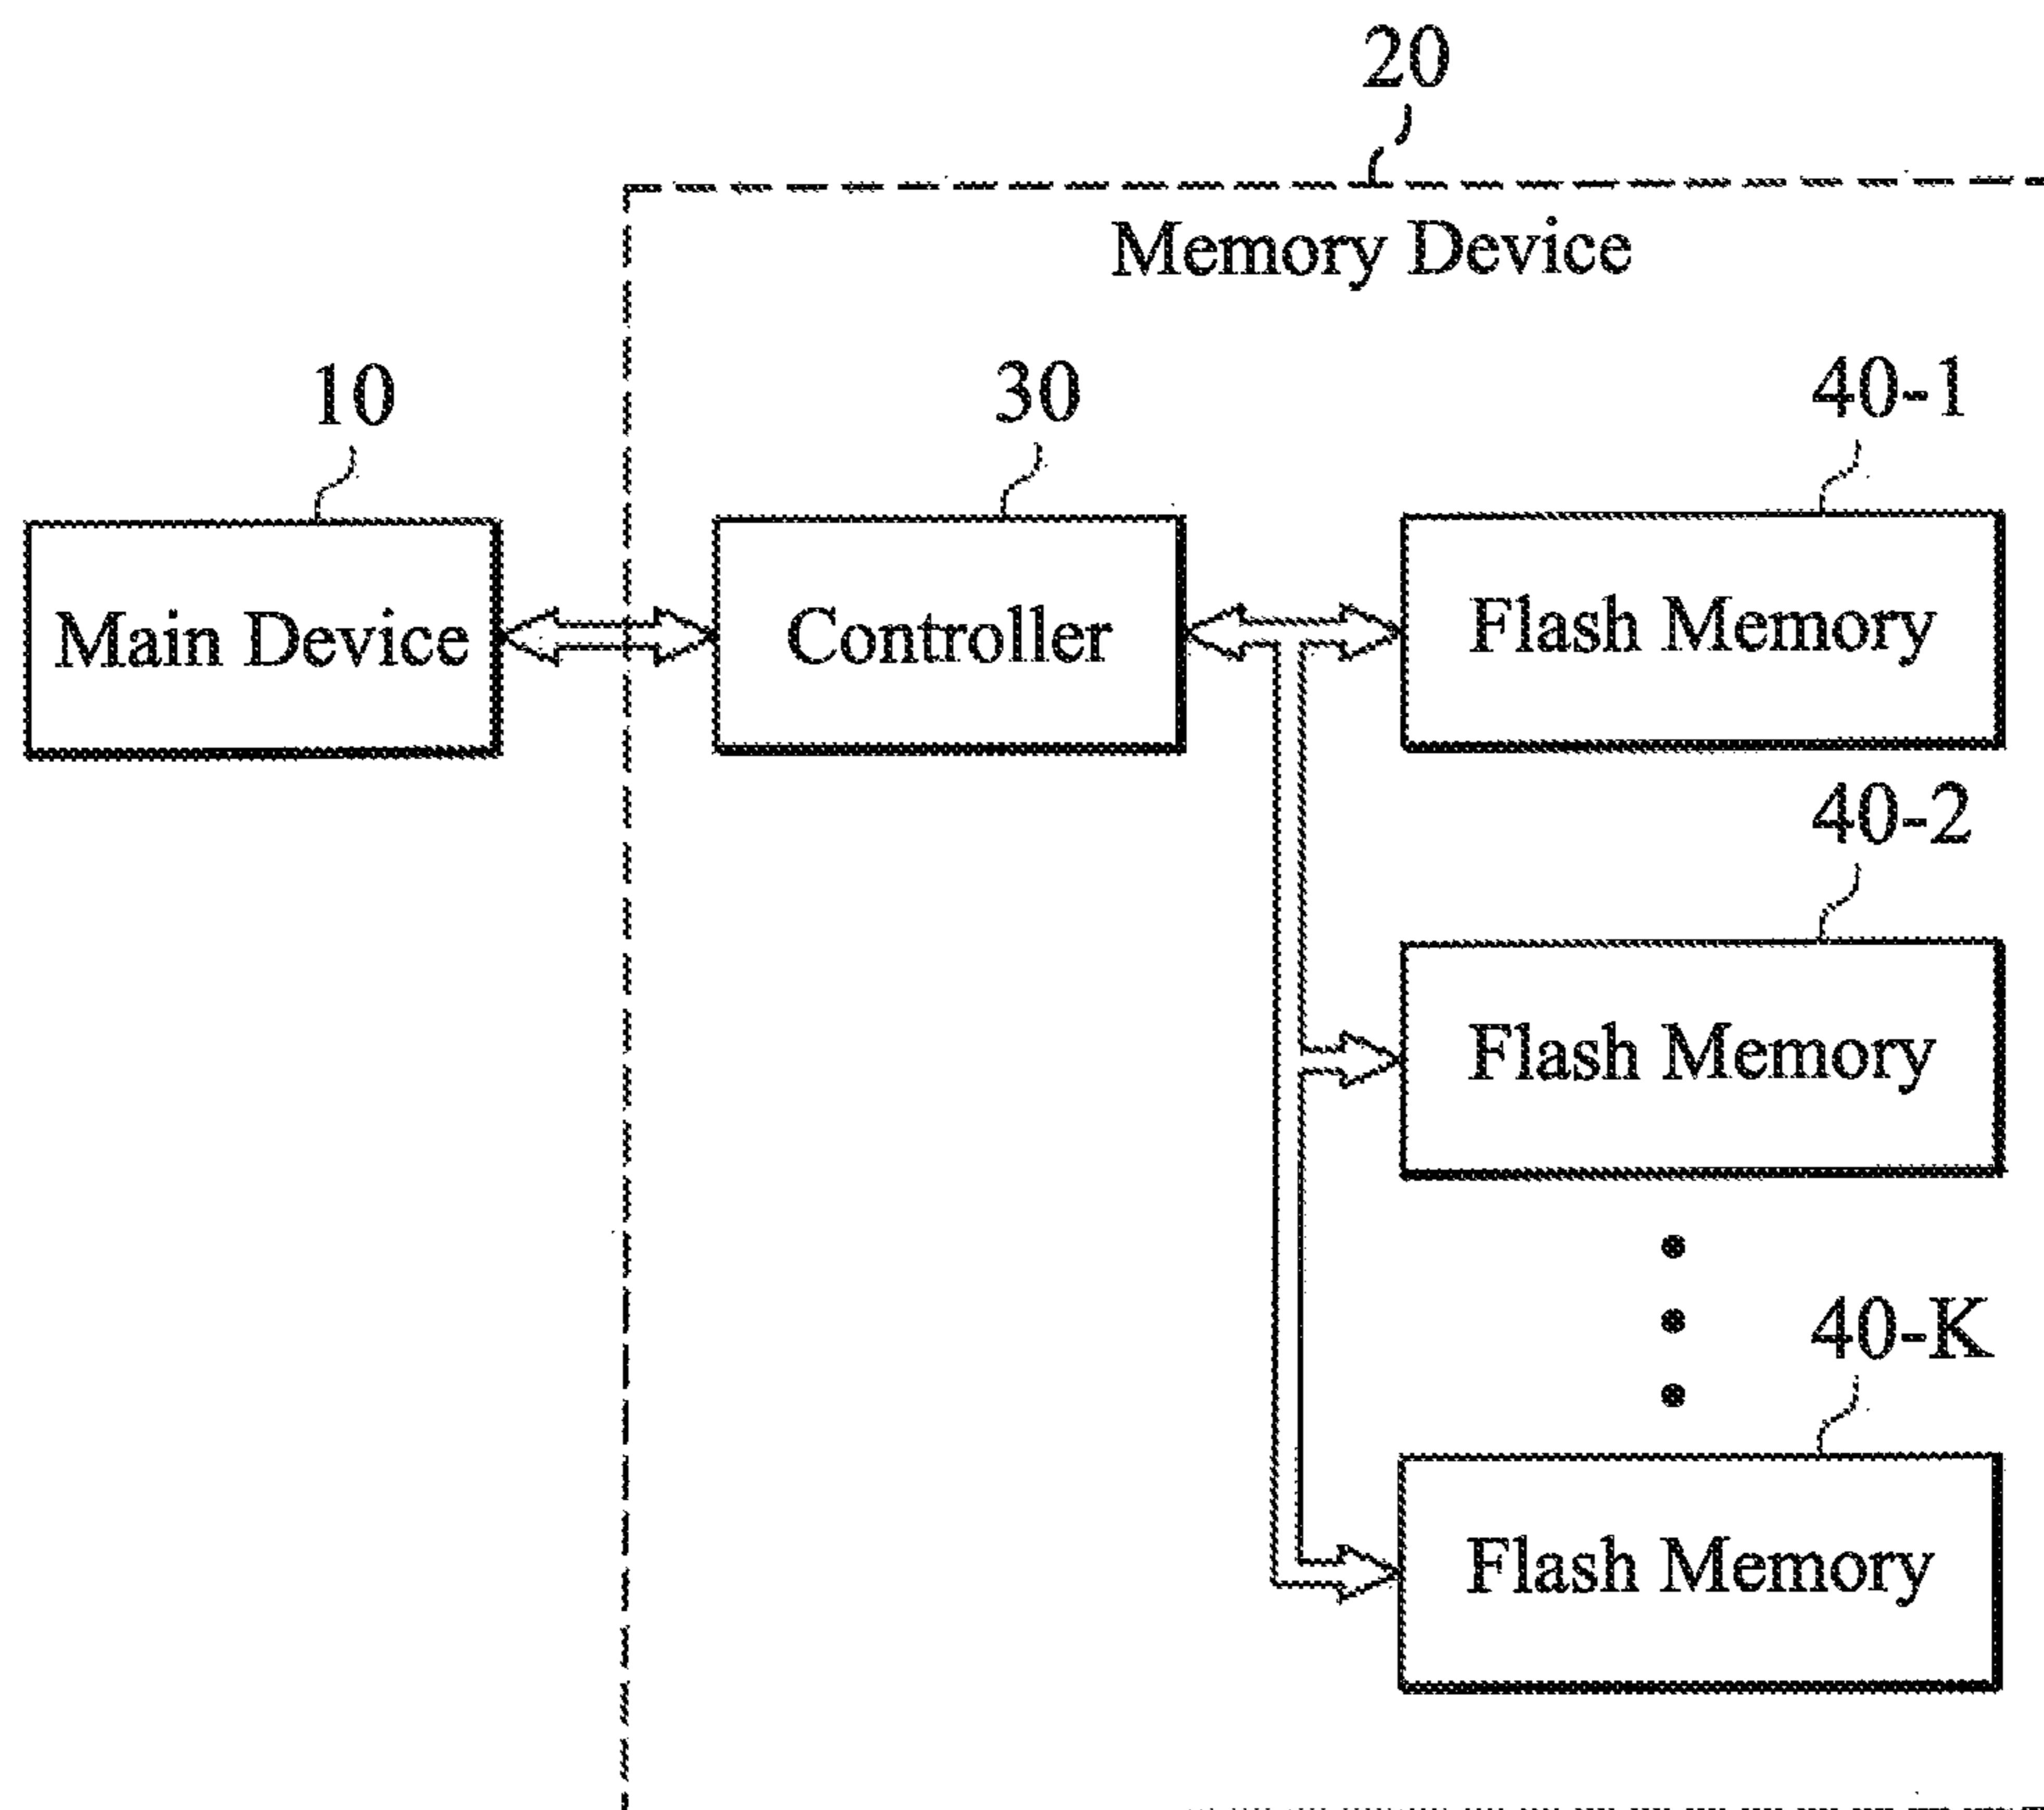 20
Memory Device
10
30
40-1
Main Device
Controller
Flash Memory
40-2
Flash Memory
40-K
Flash Memory